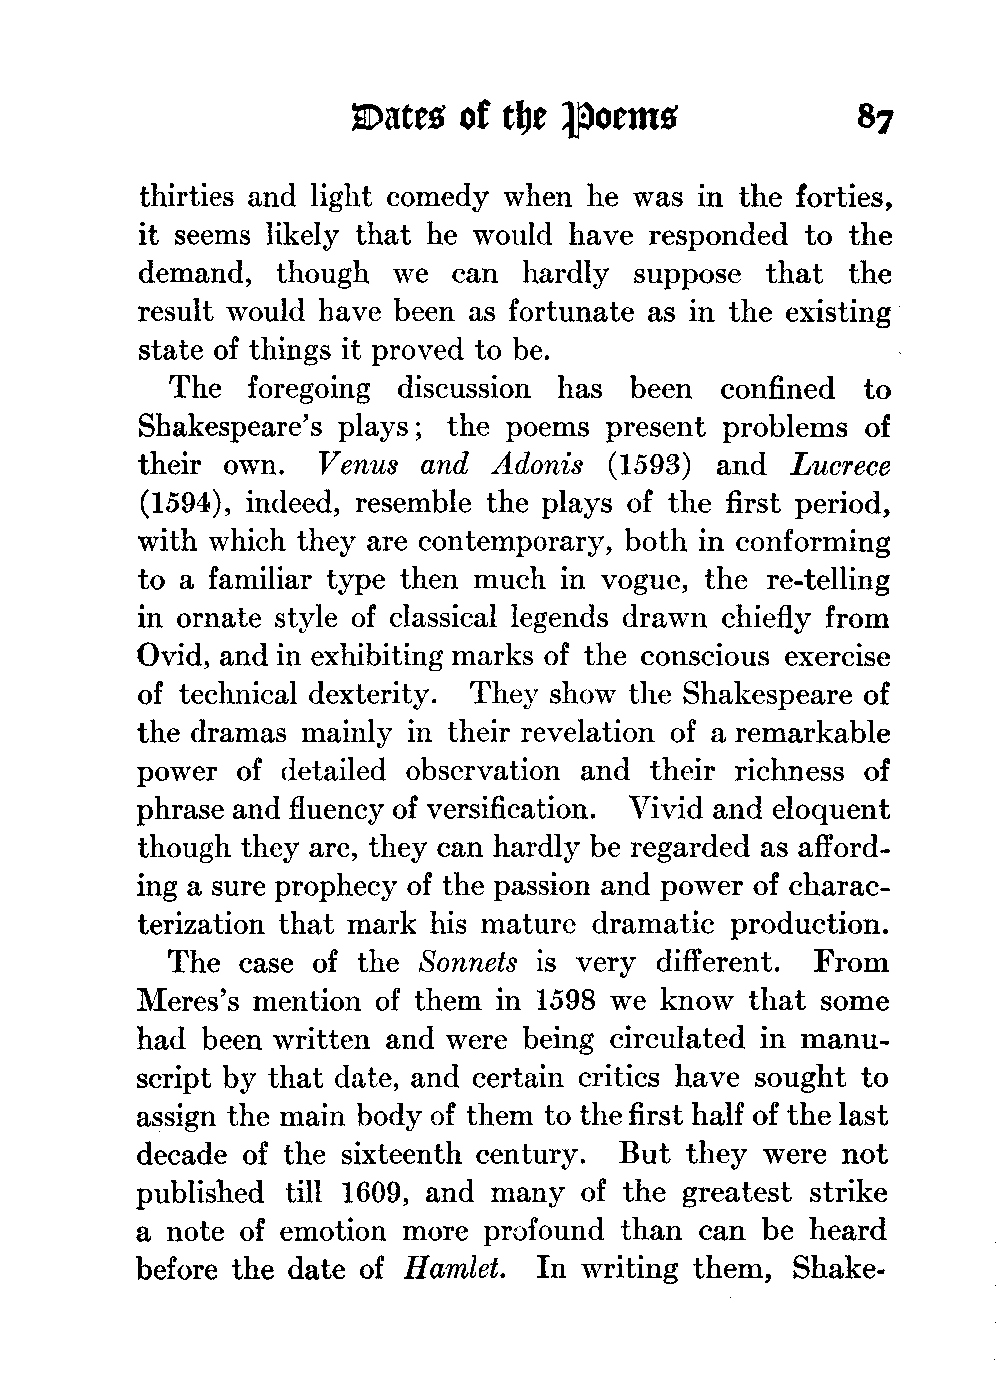 Dates of the Poems 87
thirties and light comedy when he was in the forties,
it seems likely that he would have responded to the
demand, though we can hardly suppose that the
result would have been as fortunate as in the existing
state of things it proved to be.
The foregoing discussion has been confined to
Shakespeare's plays; the poems present problems of
their own. Venus and Adonis (1593) and Lucrece
(1594), indeed, resemble the plays of the first period,
with which they are contemporary, both in conforming
to a familiar type then much in vogue, the re-telling
in ornate style of classical legends drawn chiefly from
Ovid, and in exhibiting marks of the conscious exercise
of technical dexterity. They show the Shakespeare of
the dramas mainly in their revelation of a remarkable
power of detailed observation and their richness of
phrase and fluency of versification. Vivid and eloquent
though they are, they can hardly be regarded as afford-
ing a sure prophecy of the passion and power of charac-
terization that mark his mature dramatic production.
The case of the Sonnets is very different. From
Meres's mention of them in 1598 we know that some
had been written and were being circulated in manu-
script by that date, and certain critics have sought to
assign the main body of them to the first half of the last
decade of the sixteenth century. But they were not
published till 1609, and many of the greatest strike
a note of emotion more profound than can be heard
before the date of Hamlet. In writing them, Shake-